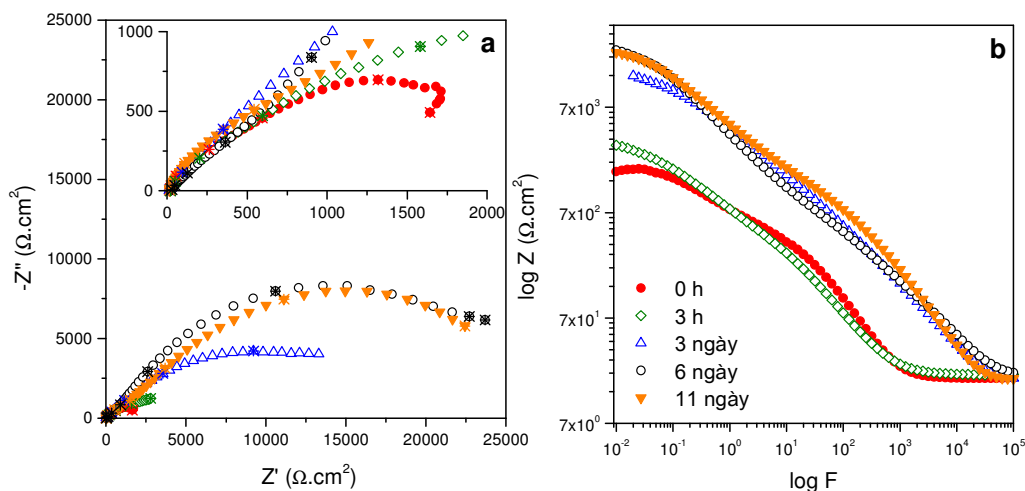 25000
20000
15000
10000
5000
0
-Z'' (Ω.cm²)
0
5000
10000
15000
20000
25000
Z' (Ω.cm²)
a
1000
500
0
0
500
1000
1500
2000
b
7x10³
7x10²
7x10¹
7x10⁰
log Z (Ω.cm²)
0 h
3 h
3 ngày
6 ngày
11 ngày
10⁻²
10⁻¹
10⁰
10¹
10²
10³
10⁴
10⁵
log F